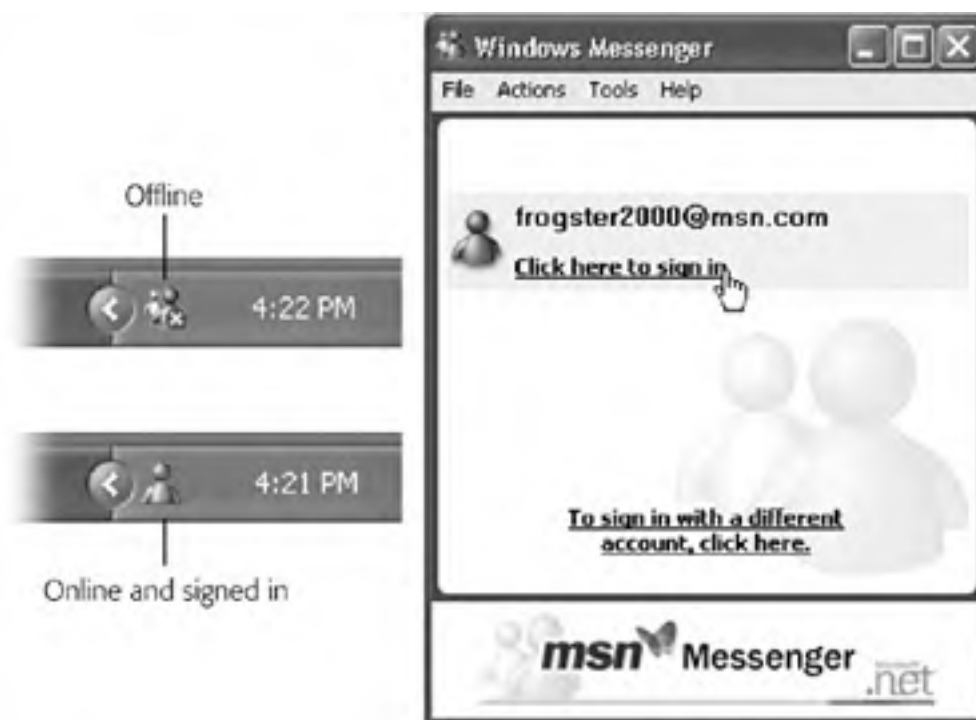 Offline
4:22 PM
4:21 PM
Online and signed in
Windows Messenger
File Actions Tools Help
frogster2000@msn.com
Click here to sign in
To sign in with a different
account, click here.
msn Messenger
Microsoft
.net